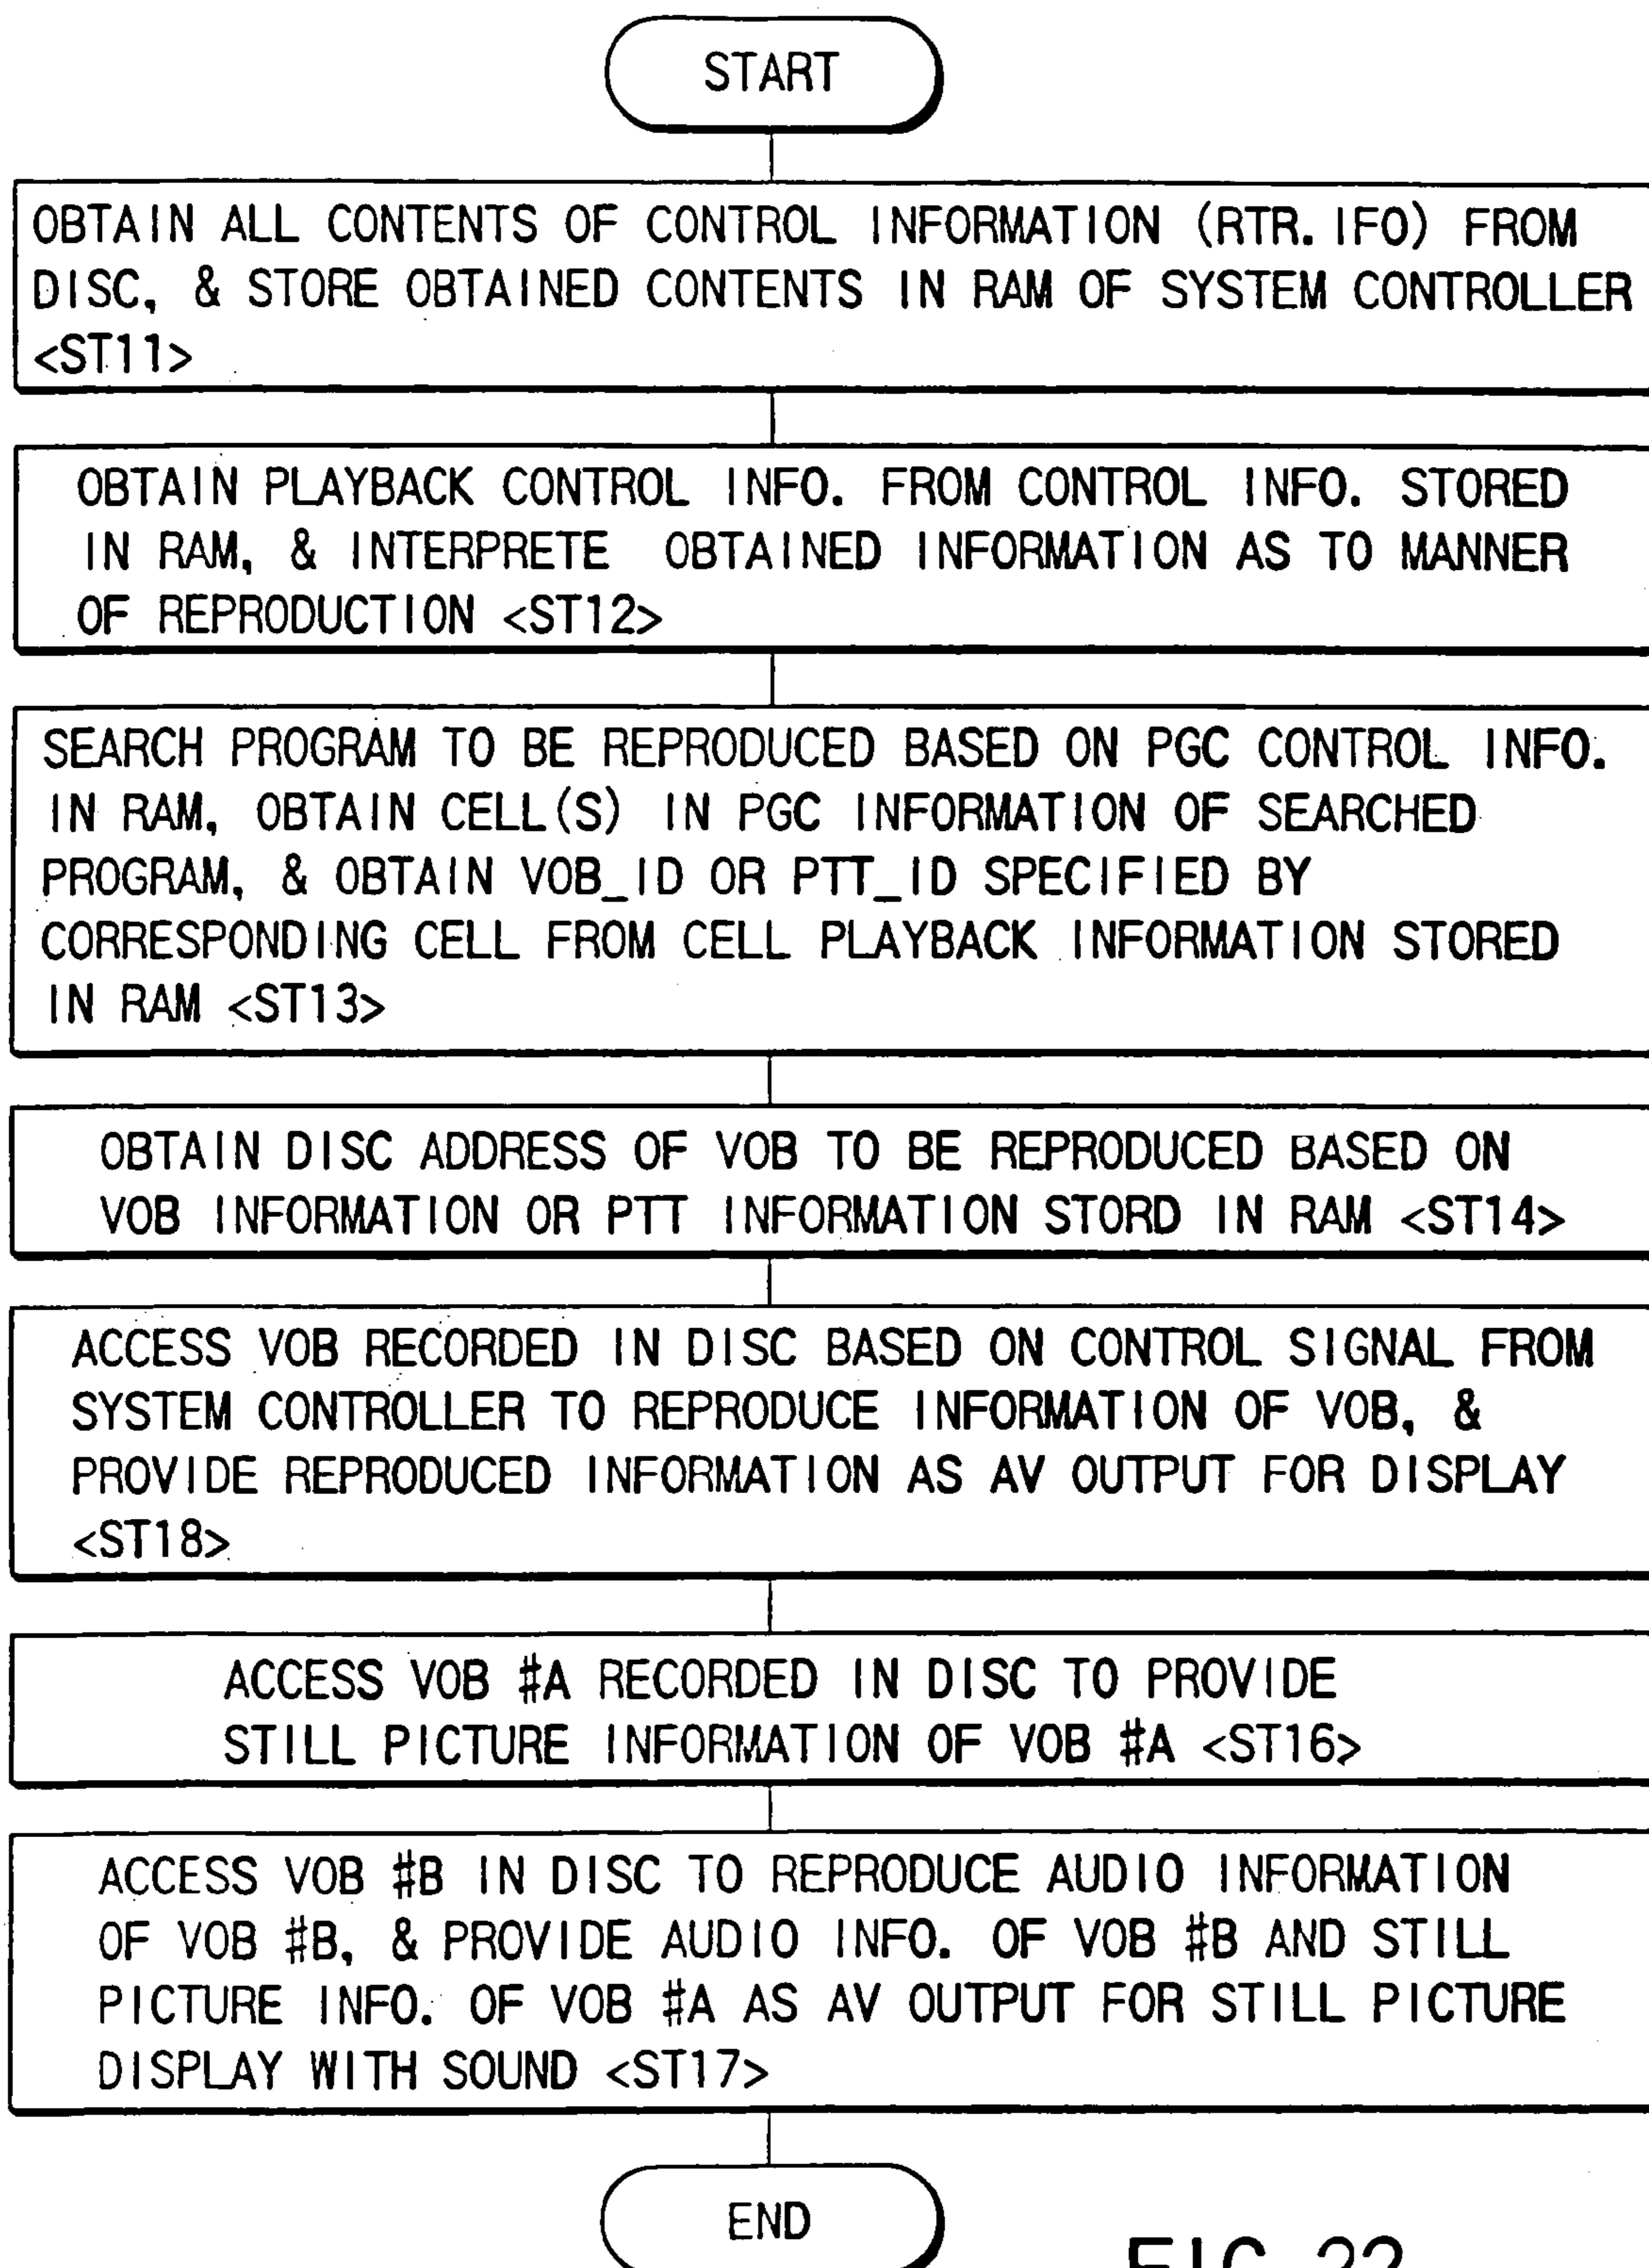 START
OBTAIN ALL CONTENTS OF CONTROL INFORMATION (RTR. IFO) FROM
DISC, & STORE OBTAINED CONTENTS IN RAM OF SYSTEM CONTROLLER
<ST11>
OBTAIN PLAYBACK CONTROL INFO. FROM CONTROL INFO. STORED
IN RAM, & INTERPRETE OBTAINED INFORMATION AS TO MANNER
OF REPRODUCTION <ST12>
SEARCH PROGRAM TO BE REPRODUCED BASED ON PGC CONTROL INFO.
IN RAM, OBTAIN CELL(S) IN PGC INFORMATION OF SEARCHED
PROGRAM, & OBTAIN VOB_ID OR PTT_ID SPECIFIED BY
CORRESPONDING CELL FROM CELL PLAYBACK INFORMATION STORED
IN RAM <ST13>
OBTAIN DISC ADDRESS OF VOB TO BE REPRODUCED BASED ON
VOB INFORMATION OR PTT INFORMATION STORD IN RAM <ST14>
ACCESS VOB RECORDED IN DISC BASED ON CONTROL SIGNAL FROM
SYSTEM CONTROLLER TO REPRODUCE INFORMATION OF VOB, &
PROVIDE REPRODUCED INFORMATION AS AV OUTPUT FOR DISPLAY
<ST18>
ACCESS VOB #A RECORDED IN DISC TO PROVIDE
STILL PICTURE INFORMATION OF VOB #A <ST16>
ACCESS VOB #B IN DISC TO REPRODUCE AUDIO INFORMATION
OF VOB #B, & PROVIDE AUDIO INFO. OF VOB #B AND STILL
PICTURE INFO. OF VOB #A AS AV OUTPUT FOR STILL PICTURE
DISPLAY WITH SOUND <ST17>
END
FIG. 22